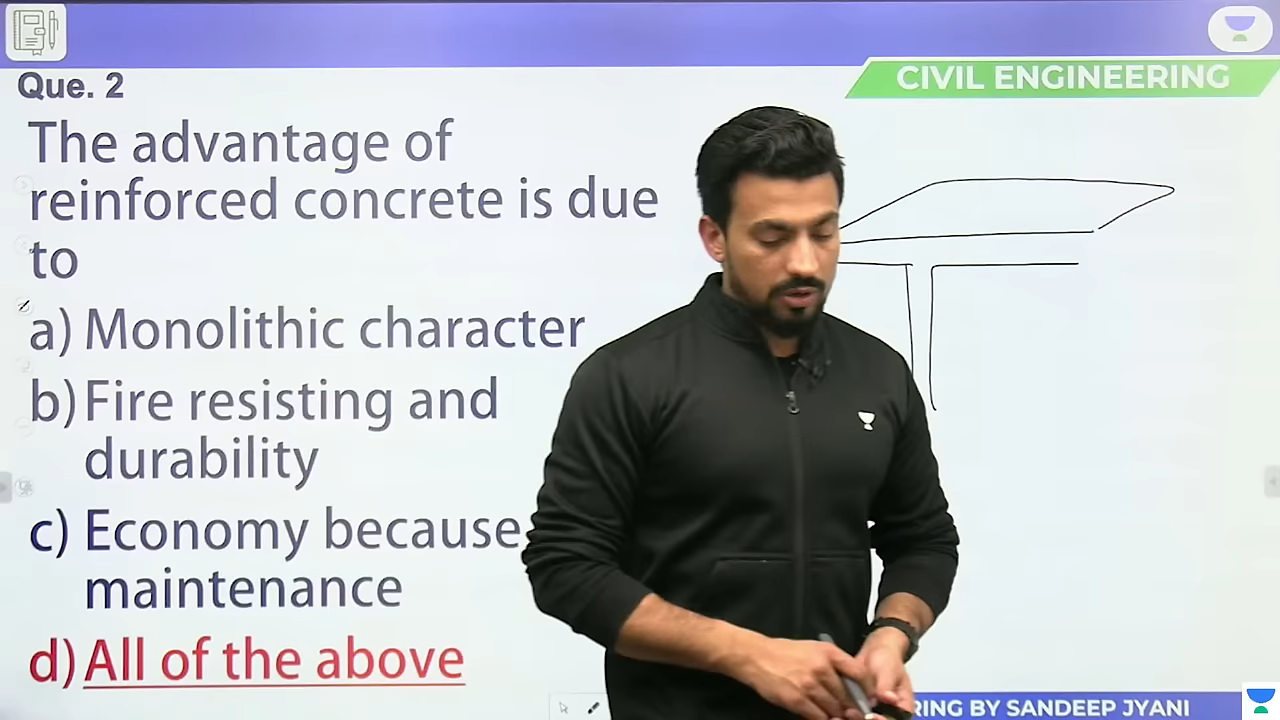 CIVIL ENGINEERING
Que. 2
The advantage of
reinforced concrete is due
to
a) Monolithic character
b) Fire resisting and
durability
c) Economy because
maintenance
d) All of the above
RING BY SANDEEP JYANI